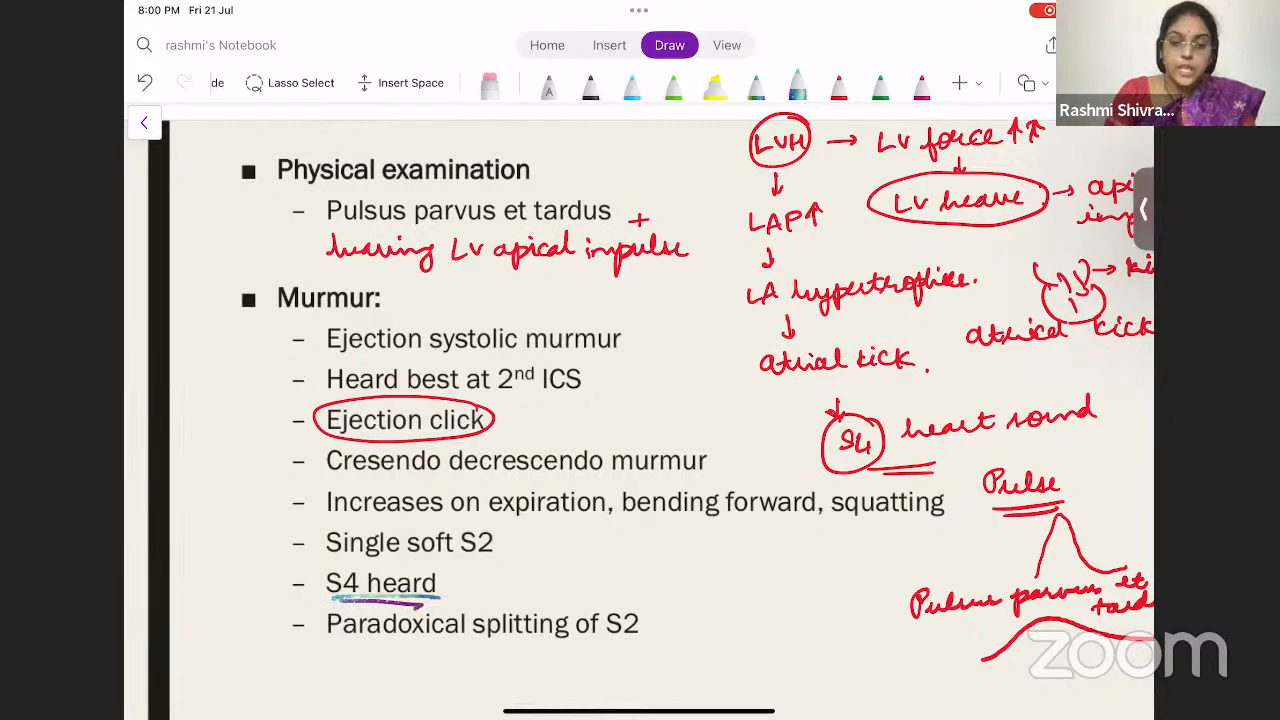 8:00 PM Fri 21 Jul
rashmi's Notebook
Home Insert Draw View
de Lasso Select Insert Space
Rashmi Shivra...
Physical examination
– Pulsus parvus et tardus
+
heaving LV apical impulse
Murmur:
– Ejection systolic murmur
– Heard best at 2nd ICS
– Ejection click
– Cresendo decrescendo murmur
– Increases on expiration, bending forward, squatting
– Single soft S2
– S4 heard
– Paradoxical splitting of S2
LVH → LV force ↑↑
↓
LV heave → api
↓
LAP↑
↓
LA hypertrophies.
↓
atrial kick.
→ ki
atrial kick
↓
S4 heart sound
Pulse
Pulsus parvus et
tard
zoom